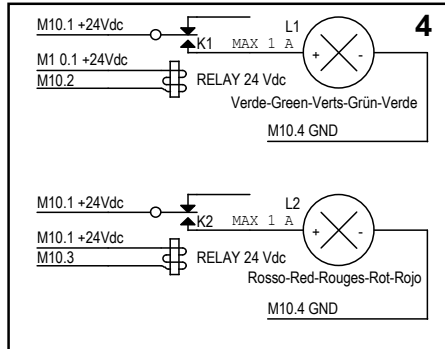 4
M10.1 +24Vdc
L1
K1
MAX 1 A
+ -
M1 0.1 +24Vdc
M10.2
RELAY 24 Vdc
Verde-Green-Verts-Grün-Verde
M10.4 GND
M10.1 +24Vdc
L2
K2
MAX 1 A
+ -
M10.1 +24Vdc
M10.3
RELAY 24 Vdc
Rosso-Red-Rouges-Rot-Rojo
M10.4 GND